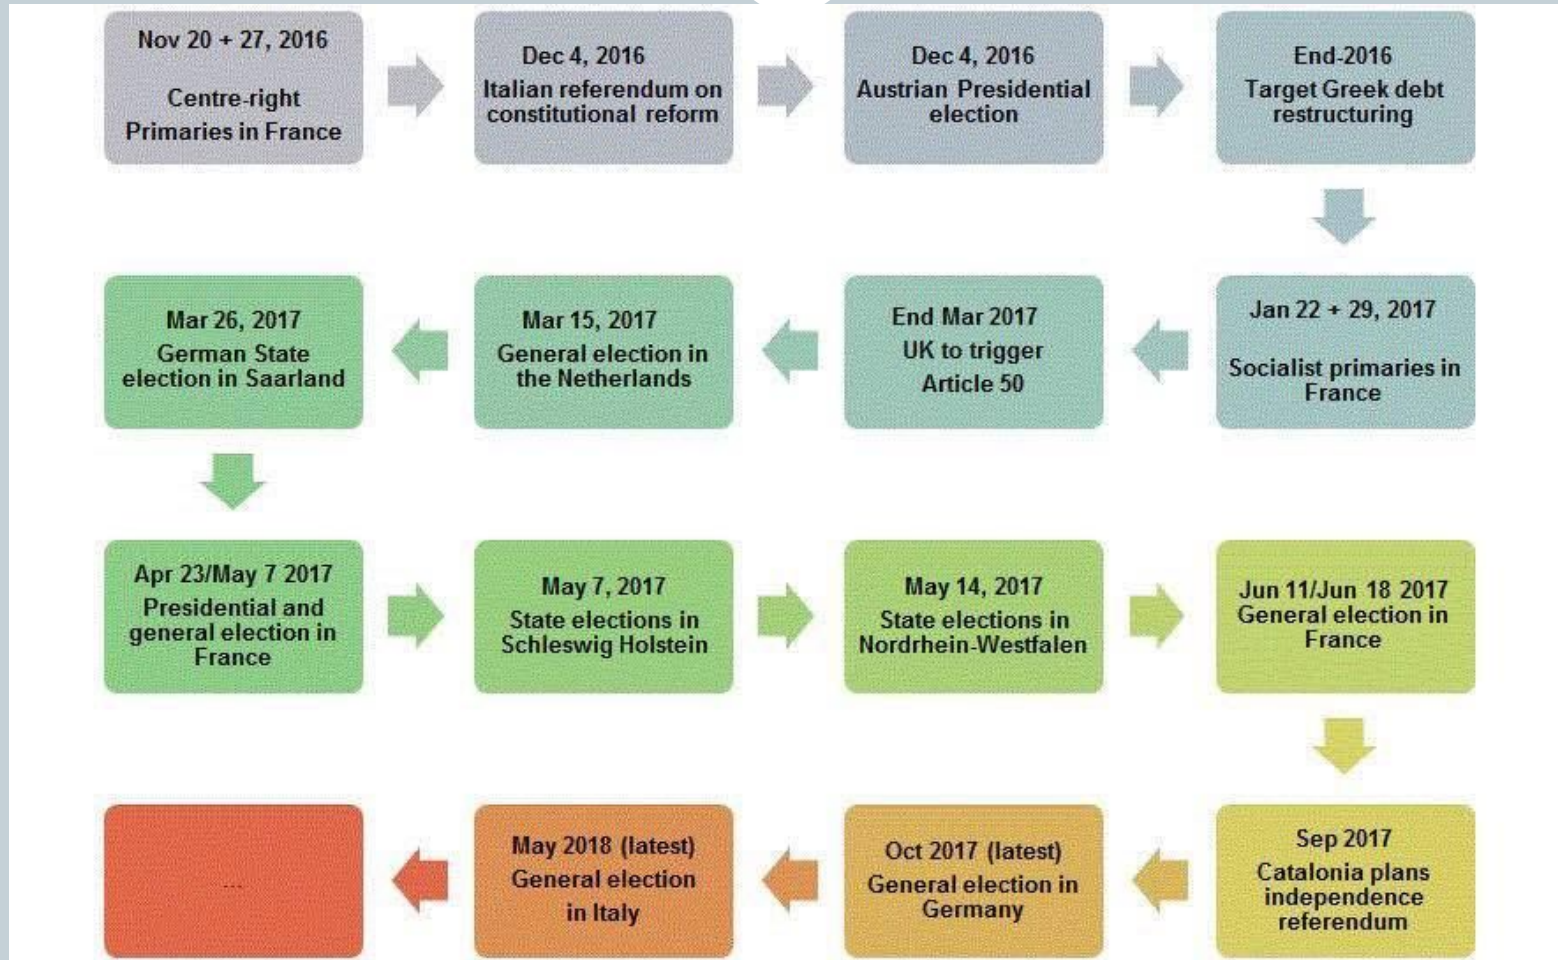 Nov 20 + 27, 2016
Centre-right
Primaries in France
Dec 4, 2016
Italian referendum on
constitutional reform
Dec 4, 2016
Austrian Presidential
election
End-2016
Target Greek debt
restructuring
Jan 22 + 29, 2017
Socialist primaries in
France
End Mar 2017
UK to trigger
Article 50
Mar 15, 2017
General election in
the Netherlands
Mar 26, 2017
German State
election in Saarland
Apr 23/May 7 2017
Presidential and
general election in
France
May 7, 2017
State elections in
Schleswig Holstein
May 14, 2017
State elections in
Nordrhein-Westfalen
Jun 11/Jun 18 2017
General election in
France
Sep 2017
Catalonia plans
independence
referendum
Oct 2017 (latest)
General election in
Germany
May 2018 (latest)
General election
in Italy
...